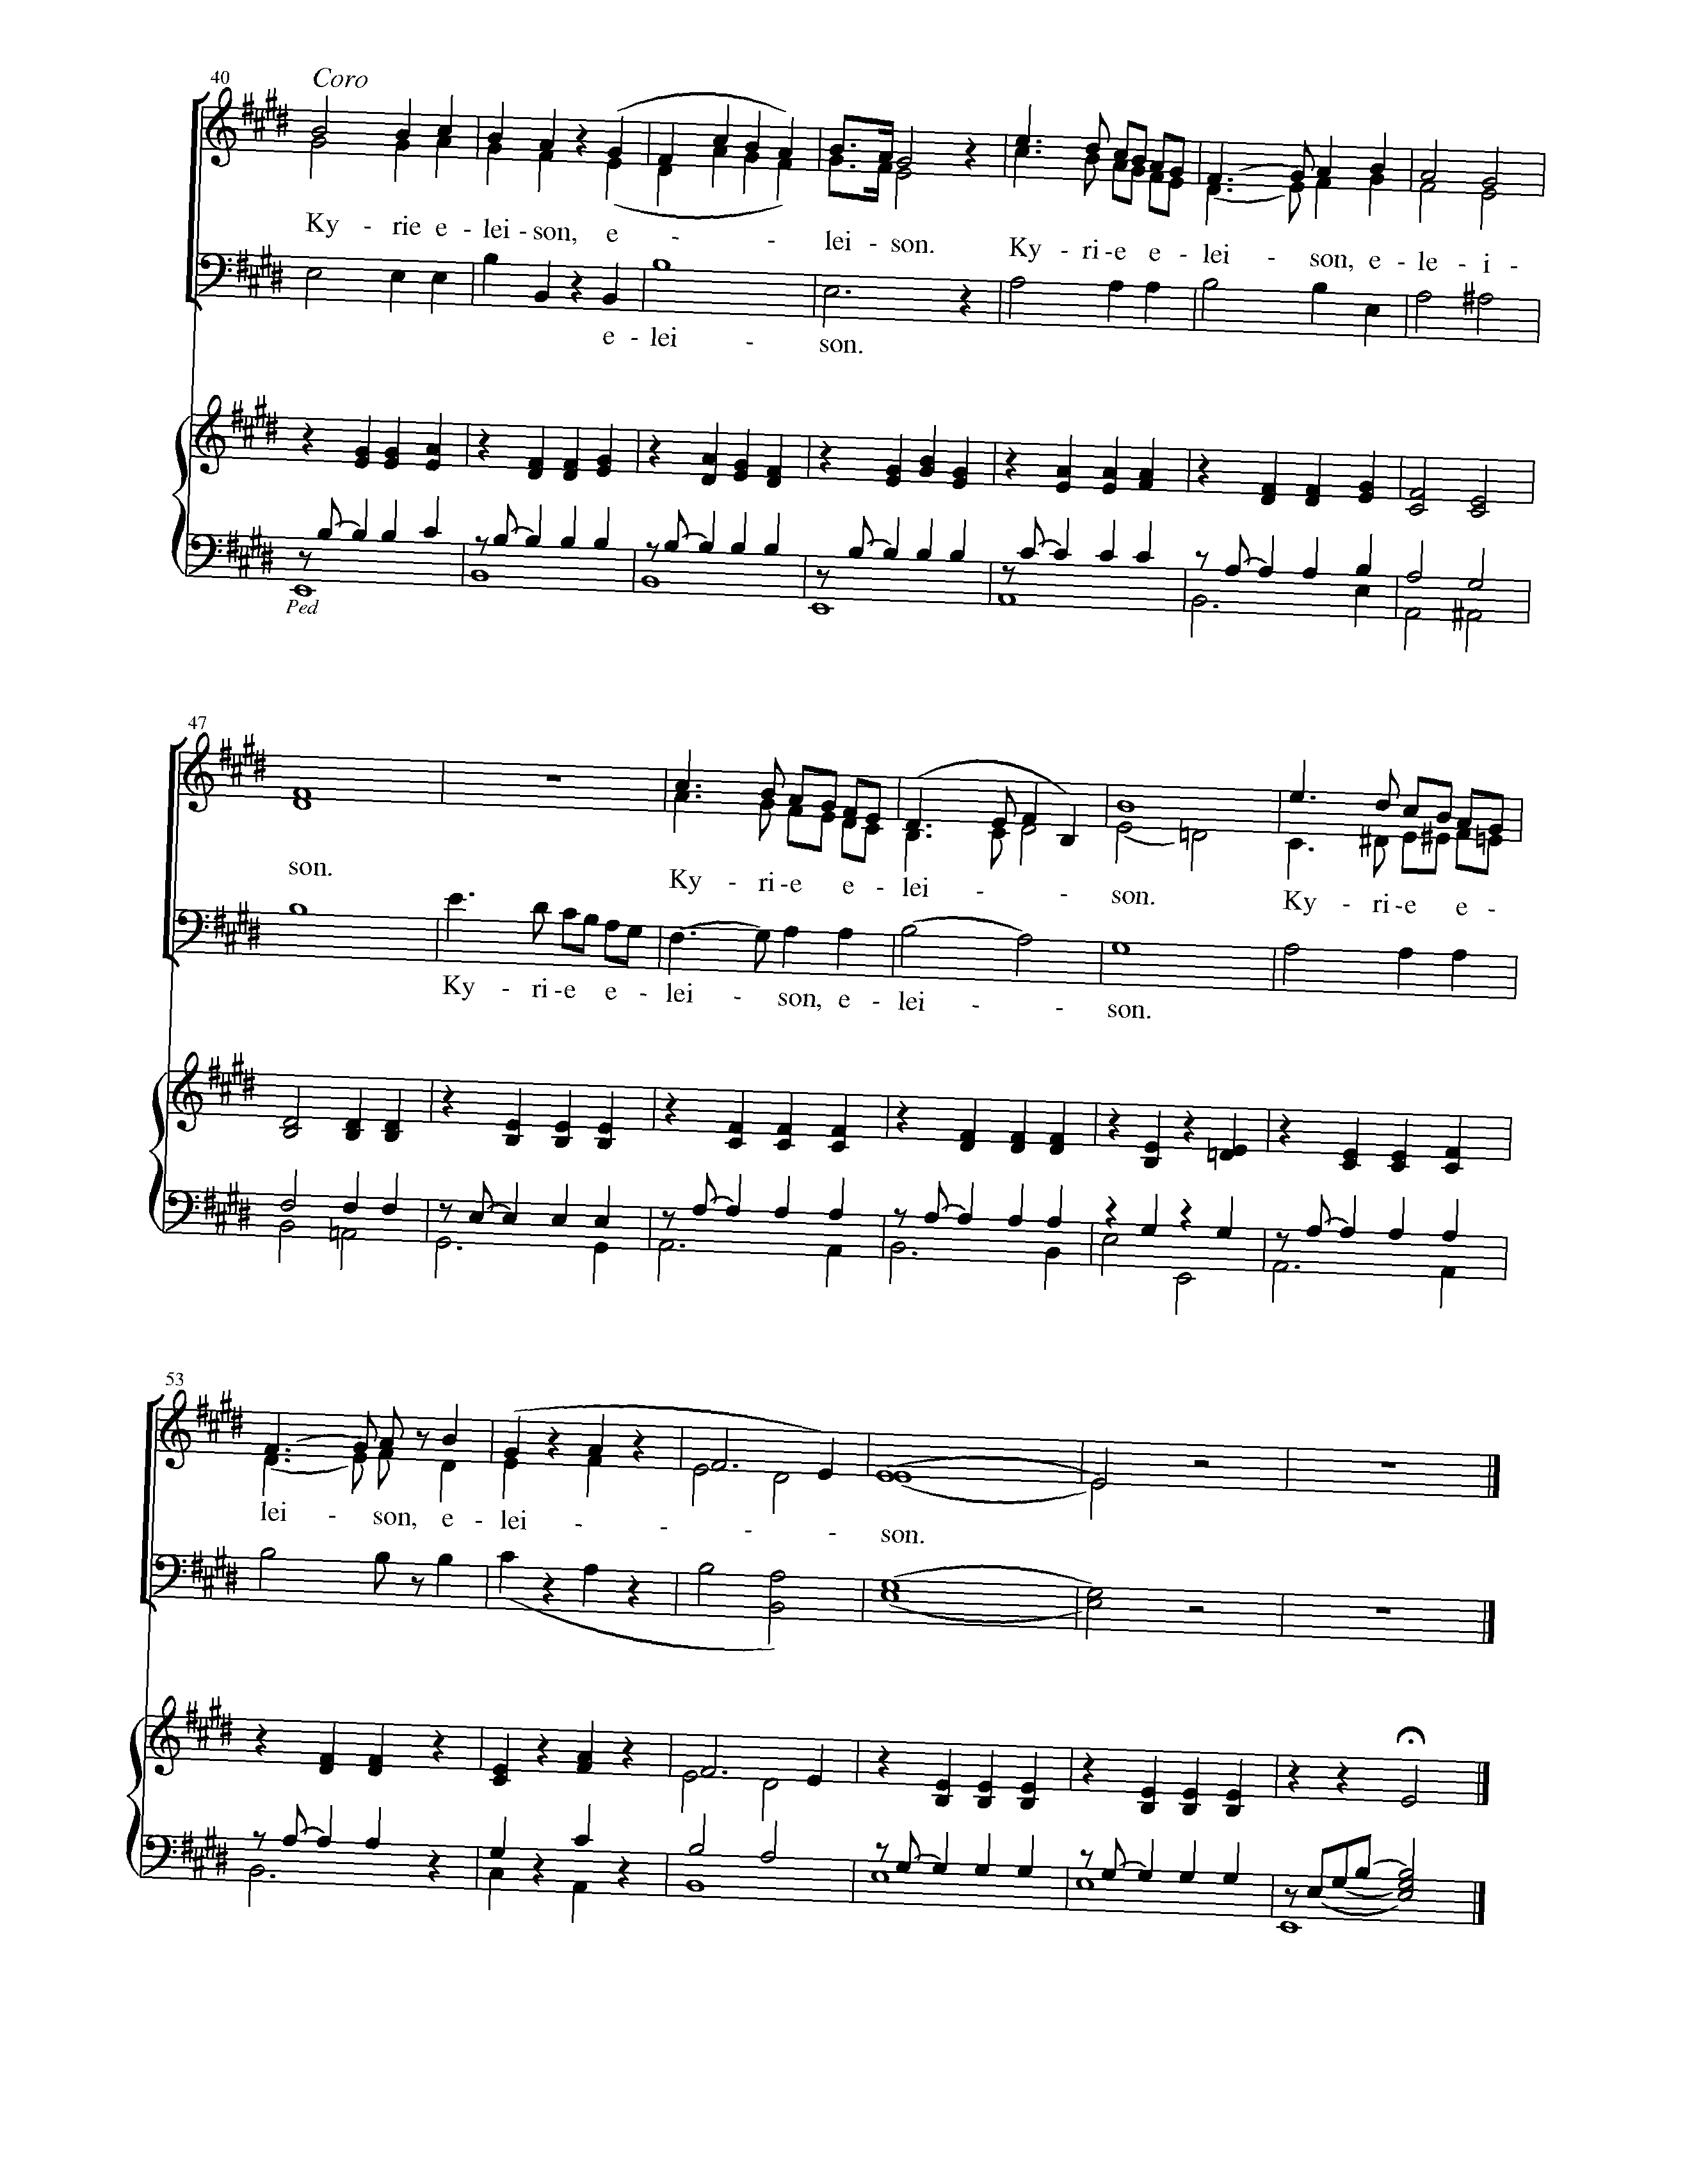 40
Coro
Ky - rie e - lei - son, e - - lei - son. Ky - ri - e e - lei - son, e - le - i -
e - lei - son.
Ped
47
son. Ky - ri - e e - lei - - son. Ky - ri - e e -
Ky - ri - e e - lei - son, e - lei - - son.
53
lei - son, e - lei - - - - son.